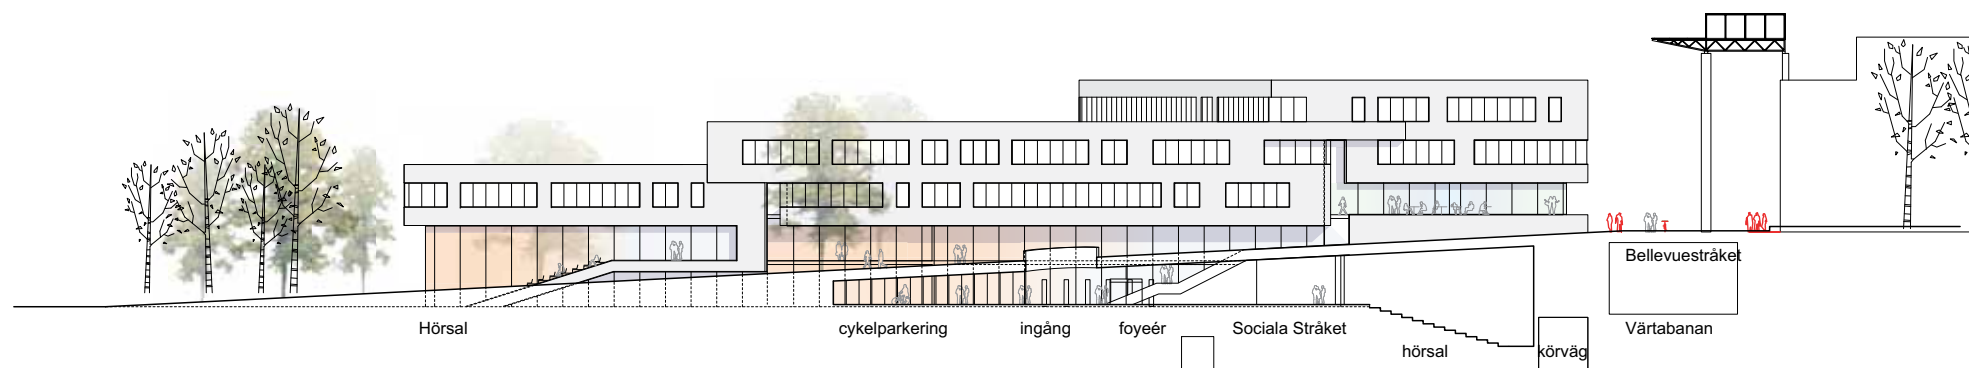 Bellevuestråket
Hörsal
cykelparkering
ingång
foyeér
Sociala Stråket
Värtabanan
hörsal
körväg